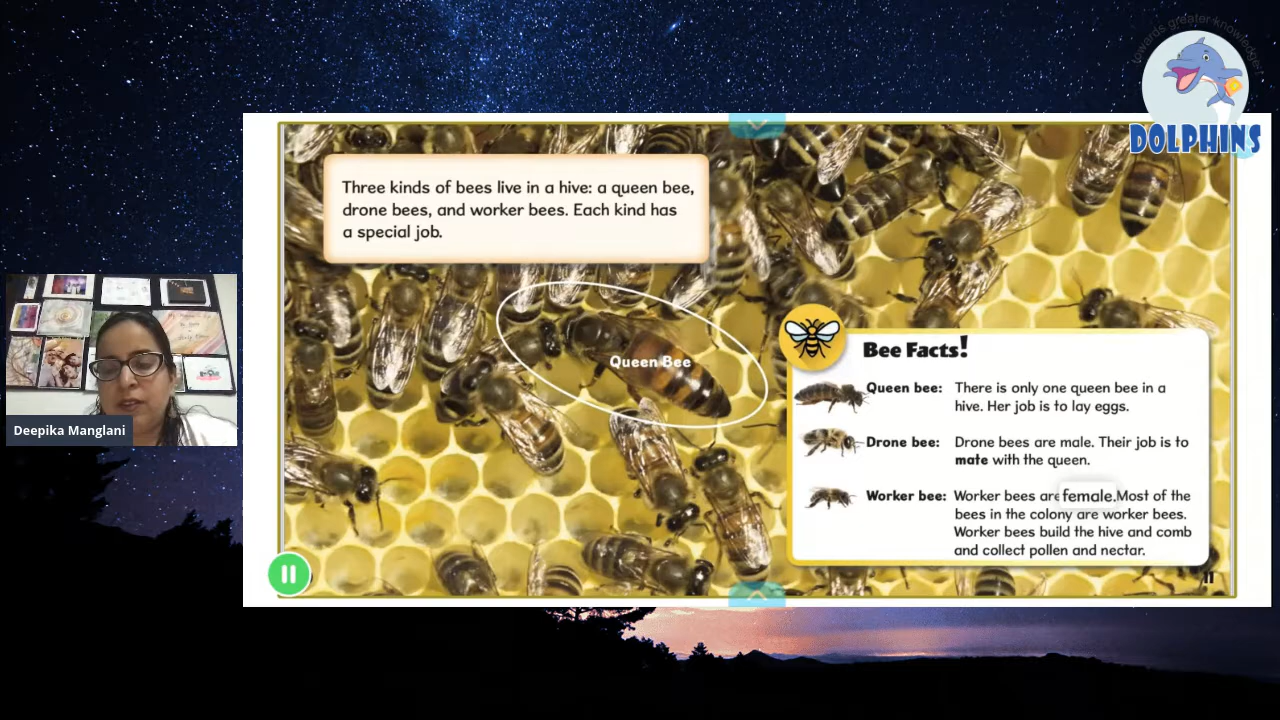 towards greater knowledge
DOLPHINS
Three kinds of bees live in a hive: a queen bee,
drone bees, and worker bees. Each kind has
a special job.
Queen Bee
Bee Facts!
Queen bee: There is only one queen bee in a
hive. Her job is to lay eggs.
Drone bee: Drone bees are male. Their job is to
mate with the queen.
Worker bee: Worker bees are female. Most of the
bees in the colony are worker bees.
Worker bees build the hive and comb
and collect pollen and nectar.
11
Deepika Manglani